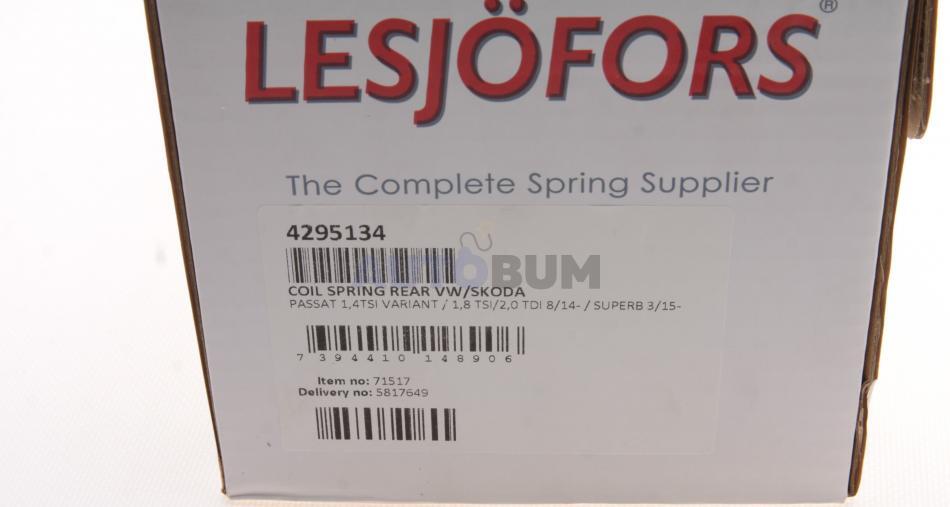 LESJÖFORS®
The Complete Spring Supplier
4295134
AUTOBUM
COIL SPRING REAR VW/SKODA
PASSAT 1,4TSI VARIANT / 1,8 TSI/2,0 TDI 8/14- / SUPERB 3/15-
7 394410 148906
Item no: 71517
Delivery no: 5817649